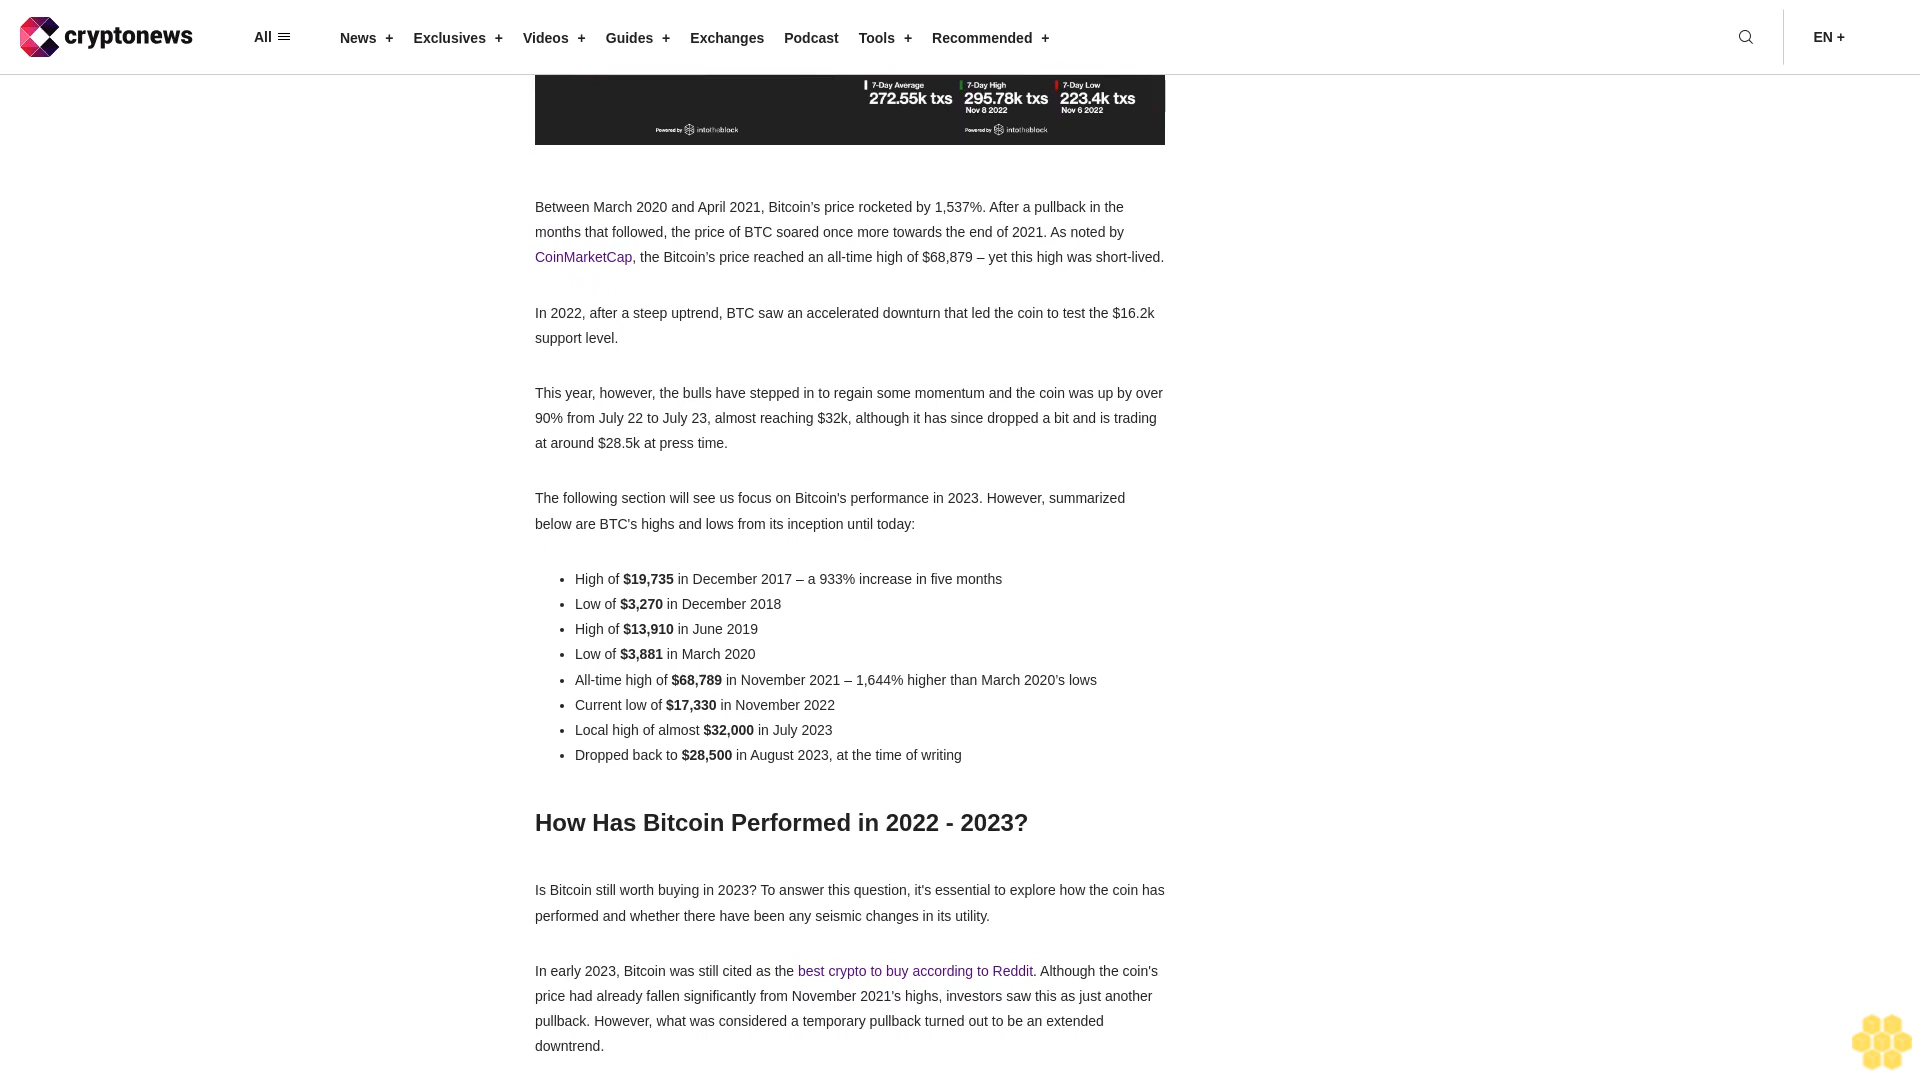 cryptonews All News + Exclusives + Videos + Guides + Exchanges Podcast Tools + Recommended + EN +
7-Day Average 7-Day High 7-Day Low
272.55k txs 295.78k txs 223.4k txs
Nov 8 2022 Nov 6 2022
Powered by intotheblock Powered by intotheblock
Between March 2020 and April 2021, Bitcoin’s price rocketed by 1,537%. After a pullback in the
months that followed, the price of BTC soared once more towards the end of 2021. As noted by
CoinMarketCap, the Bitcoin’s price reached an all-time high of $68,879 – yet this high was short-lived.
In 2022, after a steep uptrend, BTC saw an accelerated downturn that led the coin to test the $16.2k
support level.
This year, however, the bulls have stepped in to regain some momentum and the coin was up by over
90% from July 22 to July 23, almost reaching $32k, although it has since dropped a bit and is trading
at around $28.5k at press time.
The following section will see us focus on Bitcoin's performance in 2023. However, summarized
below are BTC's highs and lows from its inception until today:
• High of $19,735 in December 2017 – a 933% increase in five months
• Low of $3,270 in December 2018
• High of $13,910 in June 2019
• Low of $3,881 in March 2020
• All-time high of $68,789 in November 2021 – 1,644% higher than March 2020’s lows
• Current low of $17,330 in November 2022
• Local high of almost $32,000 in July 2023
• Dropped back to $28,500 in August 2023, at the time of writing
How Has Bitcoin Performed in 2022 - 2023?
Is Bitcoin still worth buying in 2023? To answer this question, it's essential to explore how the coin has
performed and whether there have been any seismic changes in its utility.
In early 2023, Bitcoin was still cited as the best crypto to buy according to Reddit. Although the coin's
price had already fallen significantly from November 2021's highs, investors saw this as just another
pullback. However, what was considered a temporary pullback turned out to be an extended
downtrend.